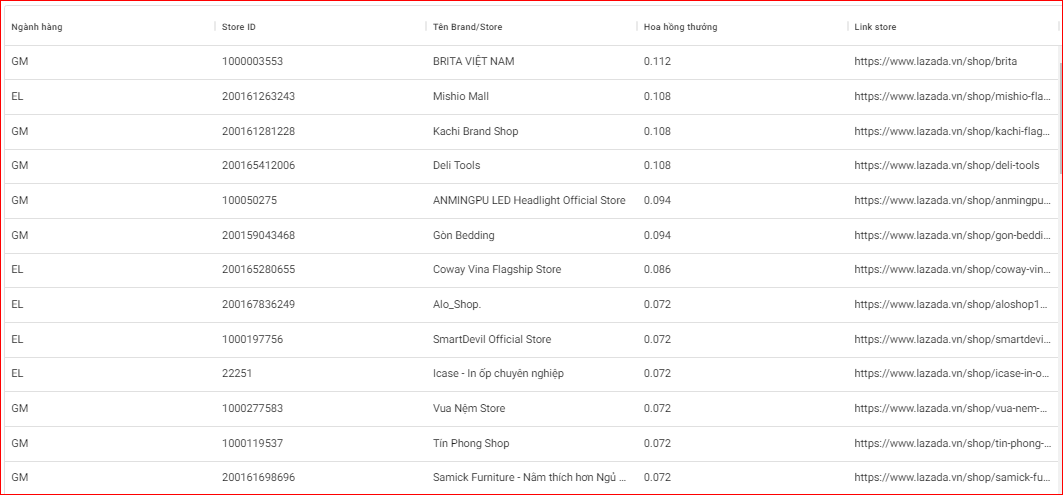 Ngành hàng Store ID Tên Brand/Store Hoa hồng thưởng Link store
GM 1000003553 BRITA VIỆT NAM 0.112 https://www.lazada.vn/shop/brita
EL 200161263243 Mishio Mall 0.108 https://www.lazada.vn/shop/mishio-fla...
GM 200161281228 Kachi Brand Shop 0.108 https://www.lazada.vn/shop/kachi-flag...
GM 200165412006 Deli Tools 0.108 https://www.lazada.vn/shop/deli-tools
GM 100050275 ANMINGPU LED Headlight Official Store 0.094 https://www.lazada.vn/shop/anmingpu...
GM 200159043468 Gòn Bedding 0.094 https://www.lazada.vn/shop/gon-beddi...
EL 200165280655 Coway Vina Flagship Store 0.086 https://www.lazada.vn/shop/coway-vin...
EL 200167836249 Alo_Shop. 0.072 https://www.lazada.vn/shop/aloshop1...
EL 1000197756 SmartDevil Official Store 0.072 https://www.lazada.vn/shop/smartdevi...
EL 22251 Icase - In ốp chuyên nghiệp 0.072 https://www.lazada.vn/shop/icase-in-o...
GM 1000277583 Vua Nệm Store 0.072 https://www.lazada.vn/shop/vua-nem-...
GM 1000119537 Tín Phong Shop 0.072 https://www.lazada.vn/shop/tin-phong-...
GM 200161698696 Samick Furniture - Nằm thích hơn Ngủ ... 0.072 https://www.lazada.vn/shop/samick-fu...